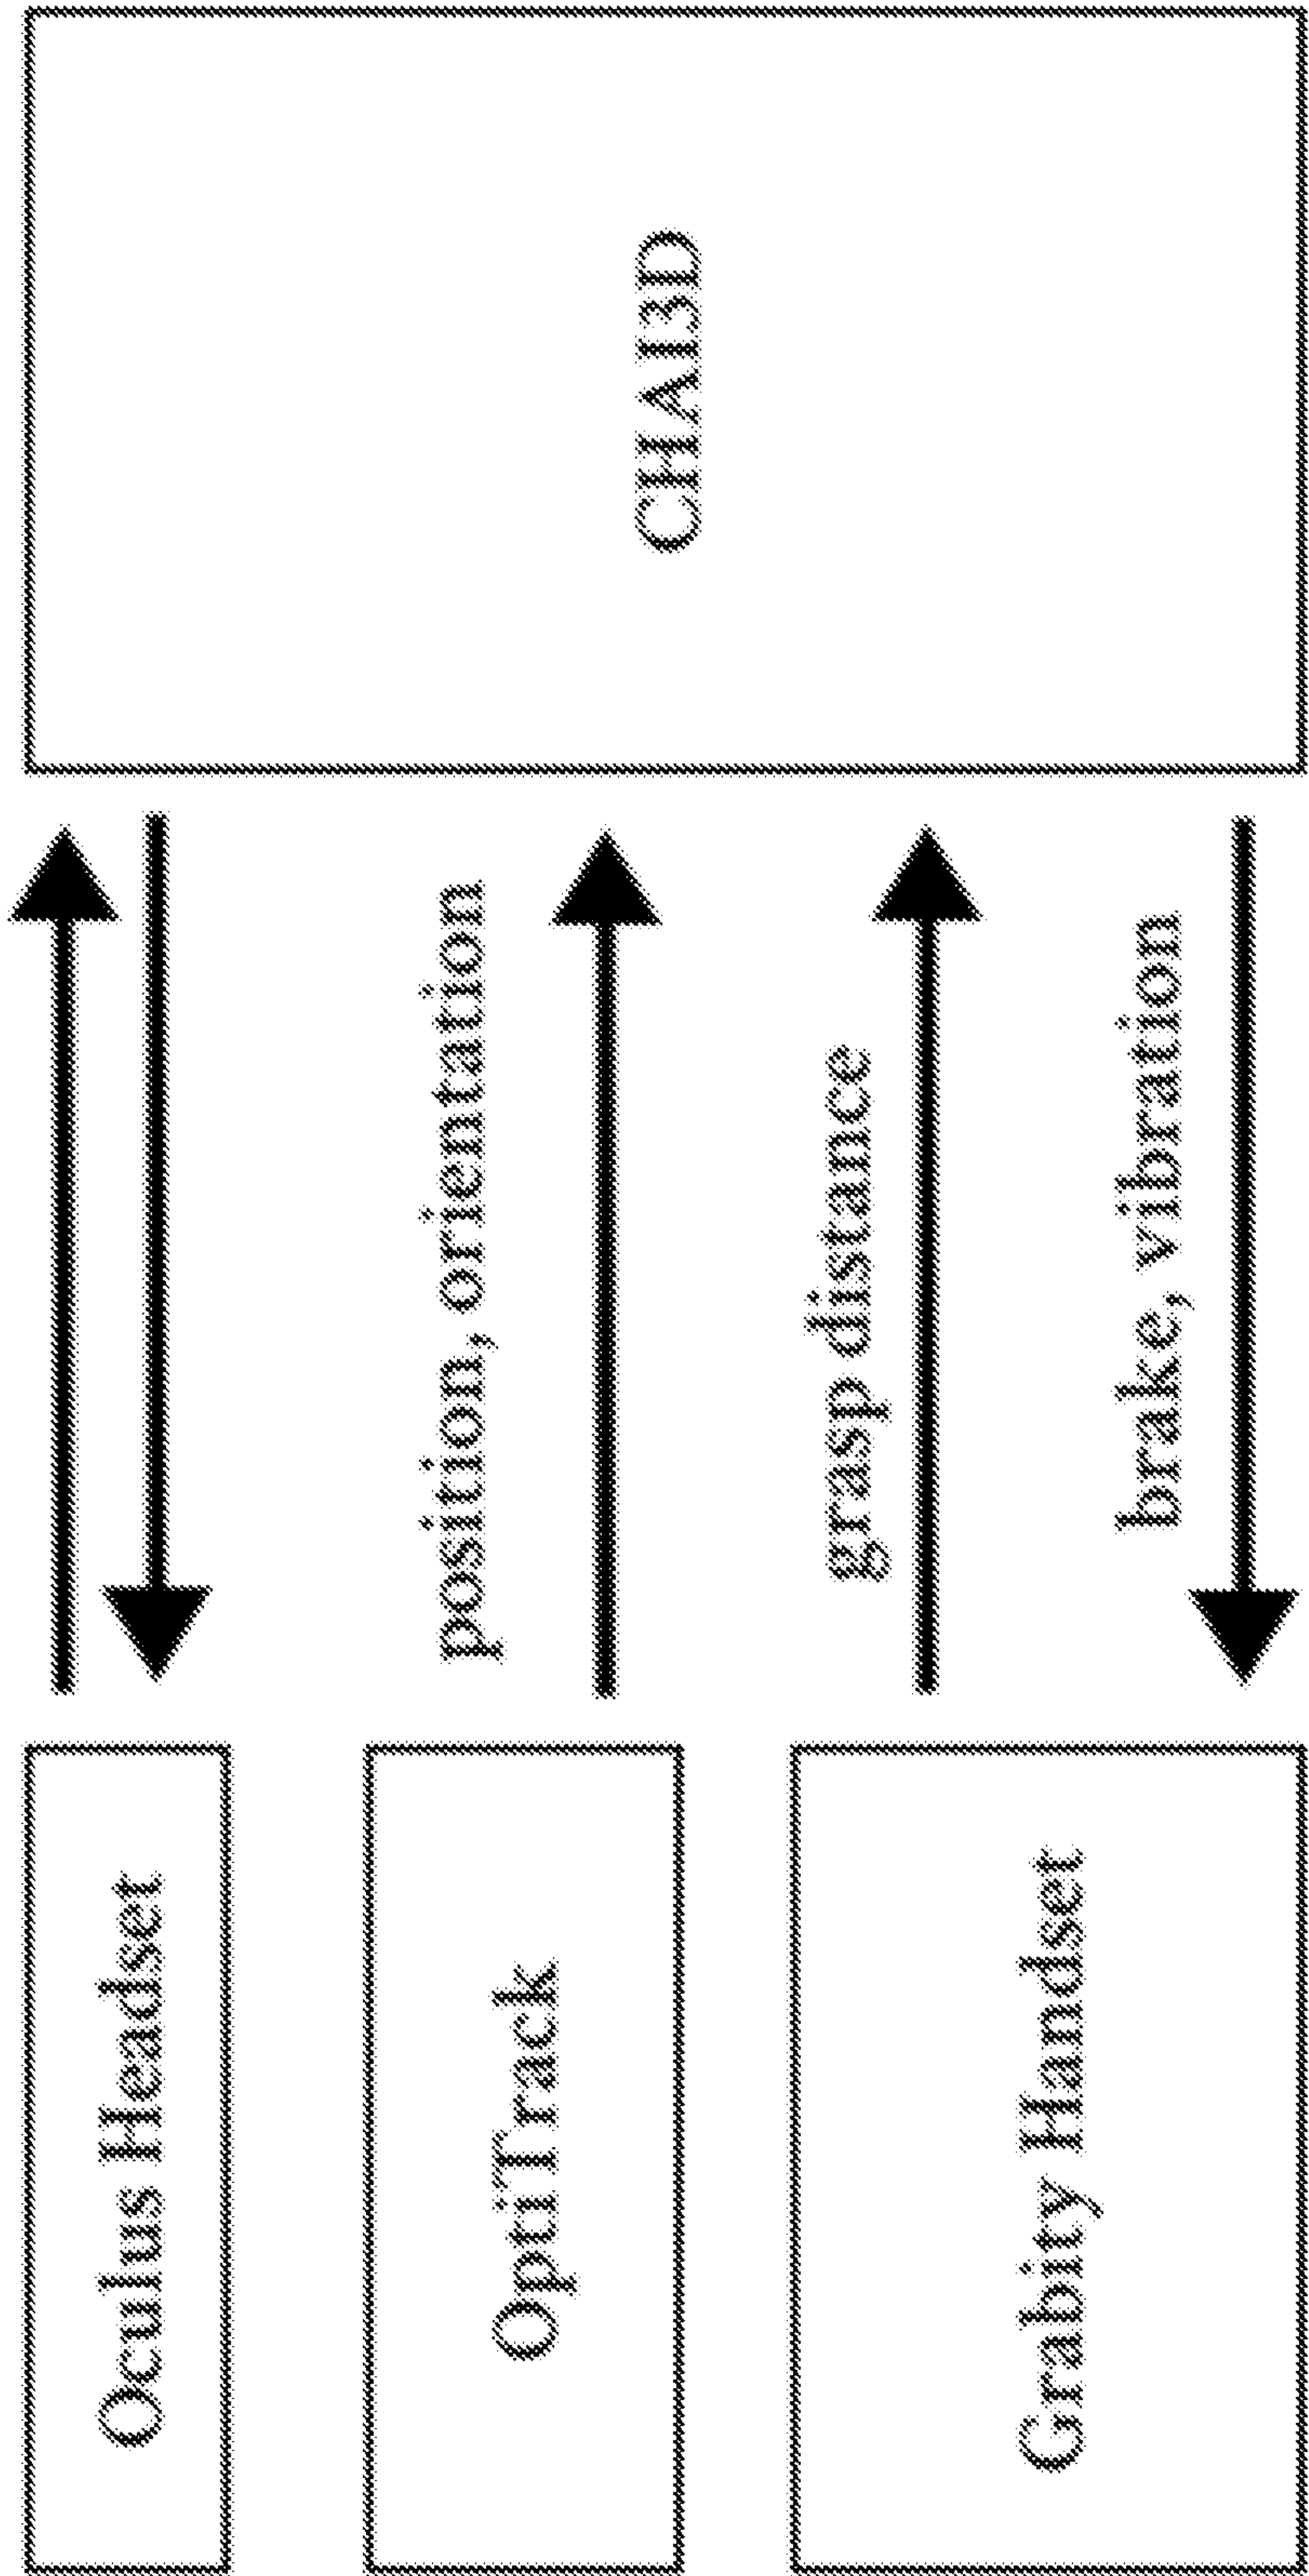 Oculus Headset
position, orientation
OptiTrack
CHAI3D
grasp distance
Grabity Handset
brake, vibration